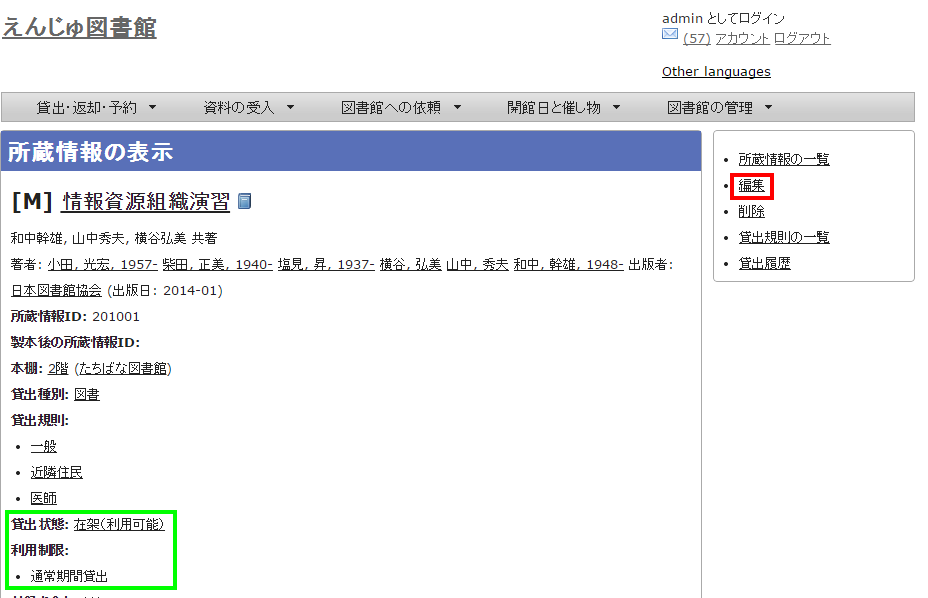 えんじゅ図書館
admin としてログイン
(57) アカウント ログアウト
Other languages
貸出・返却・予約 資料の受入 図書館への依頼 開館日と催し物 図書館の管理
所蔵情報の表示
[M] 情報資源組織演習
和中幹雄, 山中秀夫, 横谷弘美 共著
著者: 小田, 光宏, 1957- 柴田, 正美, 1940- 塩見, 昇, 1937- 横谷, 弘美 山中, 秀夫 和中, 幹雄, 1948- 出版者:
日本図書館協会 (出版日: 2014-01)
所蔵情報ID: 201001
製本後の所蔵情報ID:
本棚: 2階 (たちばな図書館)
貸出種別: 図書
貸出規則:
• 一般
• 近隣住民
• 医師
貸出状態: 在架(利用可能)
利用制限:
• 通常期間貸出
• 所蔵情報の一覧
• 編集
• 削除
• 貸出規則の一覧
• 貸出履歴